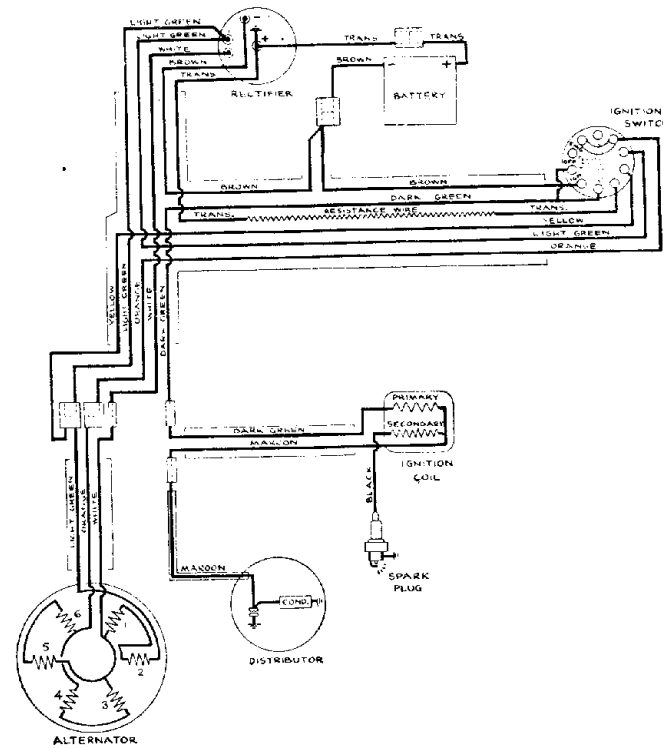 LIGHT GREEN
LIGHT GREEN
WHITE
BROWN
TRANS
RECTIFIER
TRANS
TRANS
BROWN
BATTERY
IGNITION
SWITCH
BROWN
BROWN
DARK GREEN
TRANS.
RESISTANCE WIRE
TRANS.
YELLOW
LIGHT GREEN
ORANGE
YELLOW
LIGHT GREEN
ORANGE
WHITE
DARK GREEN
PRIMARY
SECONDARY
DARK GREEN
MAROON
IGNITION
COIL
BLACK
LIGHT GREEN
ORANGE
WHITE
MAROON
SPARK
PLUG
COND.
DISTRIBUTOR
6
1
5
2
4
3
ALTERNATOR